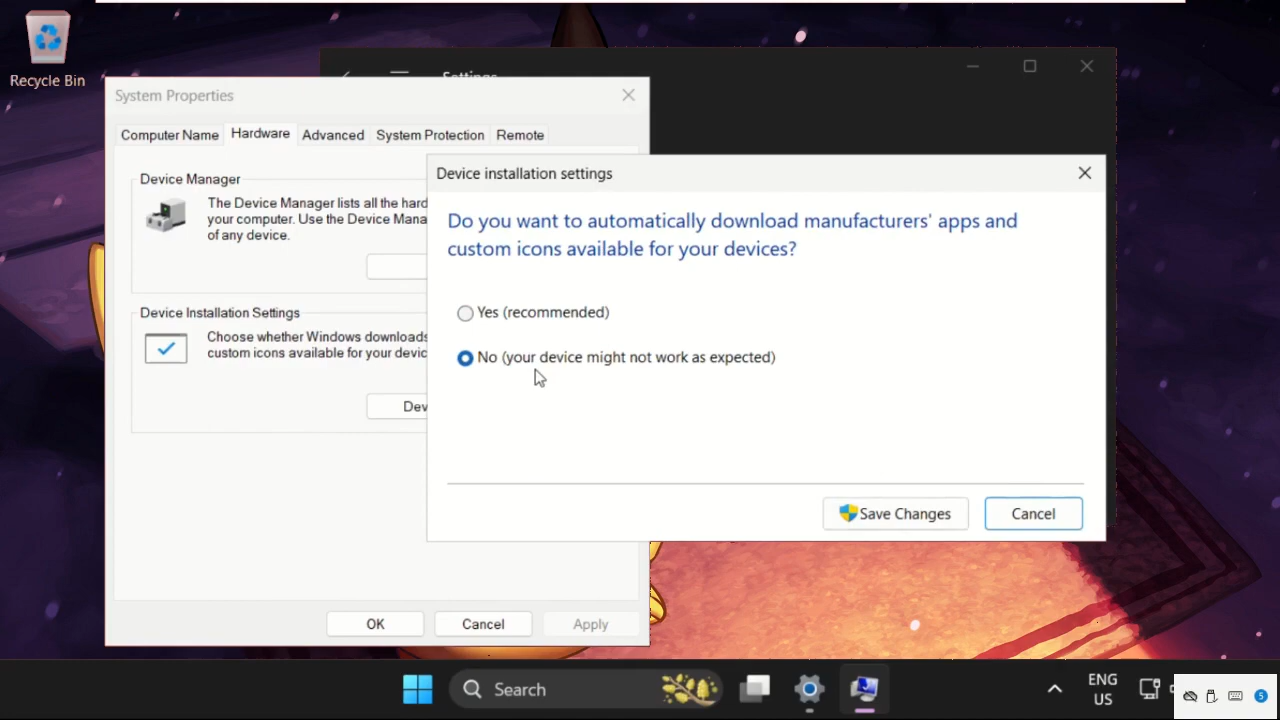 Recycle Bin
Settings
System Properties
Computer Name
Hardware
Advanced
System Protection
Remote
Device Manager
The Device Manager lists all the hard
your computer. Use the Device Mana
of any device.
Device Installation Settings
Choose whether Windows downloads
custom icons available for your devic
Dev
OK
Cancel
Apply
Device installation settings
Do you want to automatically download manufacturers' apps and
custom icons available for your devices?
Yes (recommended)
No (your device might not work as expected)
Save Changes
Cancel
Search
ENG
US
5